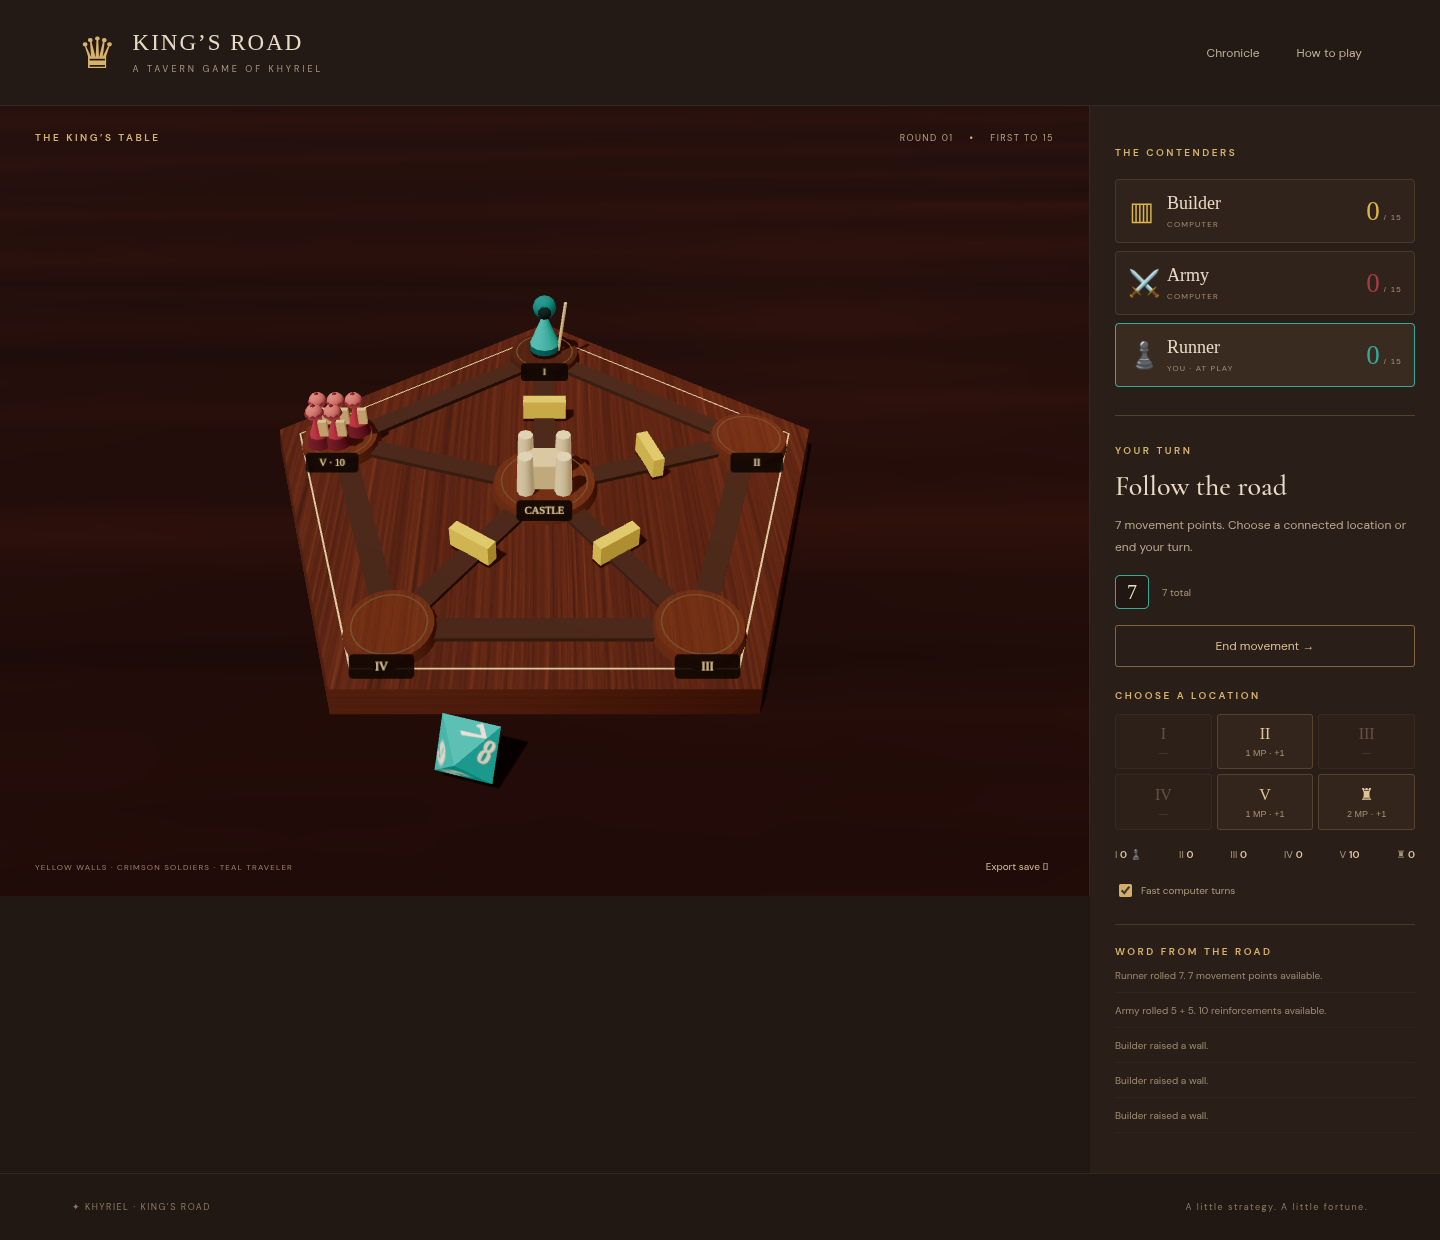 KING’S ROAD
A TAVERN GAME OF KHYRIEL
Chronicle
How to play
THE KING’S TABLE
ROUND 01 • FIRST TO 15
I
V · 10
II
CASTLE
IV
III
7
8
YELLOW WALLS · CRIMSON SOLDIERS · TEAL TRAVELER
Export save
THE CONTENDERS
Builder
COMPUTER
0 / 15
Army
COMPUTER
0 / 15
Runner
YOU · AT PLAY
0 / 15
YOUR TURN
Follow the road
7 movement points. Choose a connected location or
end your turn.
7
7 total
End movement →
CHOOSE A LOCATION
I
—
II
1 MP · +1
III
—
IV
—
V
1 MP · +1
♜
2 MP · +1
I 0 ♟ II 0 III 0 IV 0 V 10 ♜ 0
Fast computer turns
WORD FROM THE ROAD
Runner rolled 7. 7 movement points available.
Army rolled 5 + 5. 10 reinforcements available.
Builder raised a wall.
Builder raised a wall.
Builder raised a wall.
✦ KHYRIEL · KING’S ROAD
A little strategy. A little fortune.